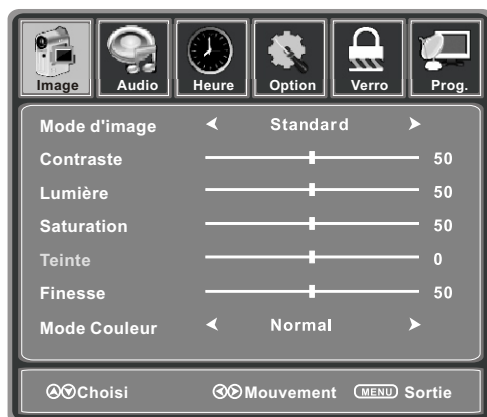 Image Audio Heure Option Verro Prog.
Mode d'image Standard
Contraste 50
Lumière 50
Saturation 50
Teinte 0
Finesse 50
Mode Couleur Normal
Choisi Mouvement MENU Sortie